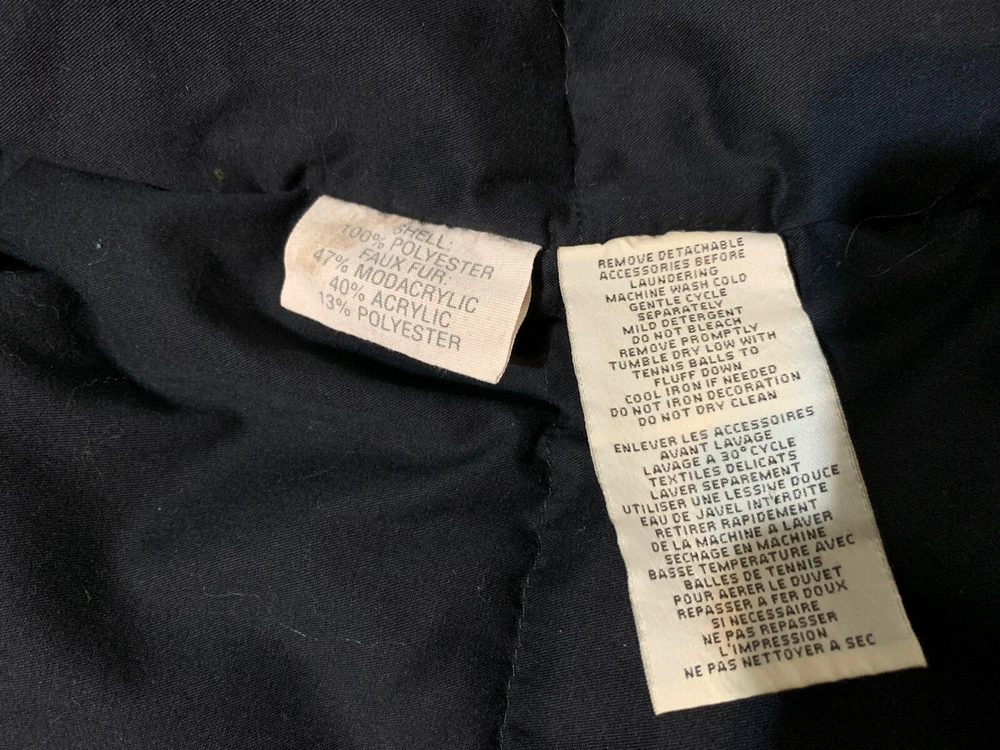 SHELL:
100% POLYESTER
FAUX FUR:
47% MODACRYLIC
40% ACRYLIC
13% POLYESTER
REMOVE DETACHABLE
ACCESSORIES BEFORE
LAUNDERING
MACHINE WASH COLD
GENTLE CYCLE
SEPARATELY
MILD DETERGENT
DO NOT BLEACH
REMOVE PROMPTLY
TUMBLE DRY LOW WITH
TENNIS BALLS TO
FLUFF DOWN
COOL IRON IF NEEDED
DO NOT IRON DECORATION
DO NOT DRY CLEAN
ENLEVER LES ACCESSOIRES
AVANT LAVAGE
LAVAGE A 30° CYCLE
TEXTILES DELICATS
LAVER SEPAREMENT
UTILISER UNE LESSIVE DOUCE
EAU DE JAVEL INTERDITE
RETIRER RAPIDEMENT
DE LA MACHINE A LAVER
SECHAGE EN MACHINE
BASSE TEMPERATURE AVEC
BALLES DE TENNIS
POUR AERER LE DUVET
REPASSER A FER DOUX
SI NECESSAIRE
NE PAS REPASSER
L'IMPRESSION
NE PAS NETTOYER A SEC